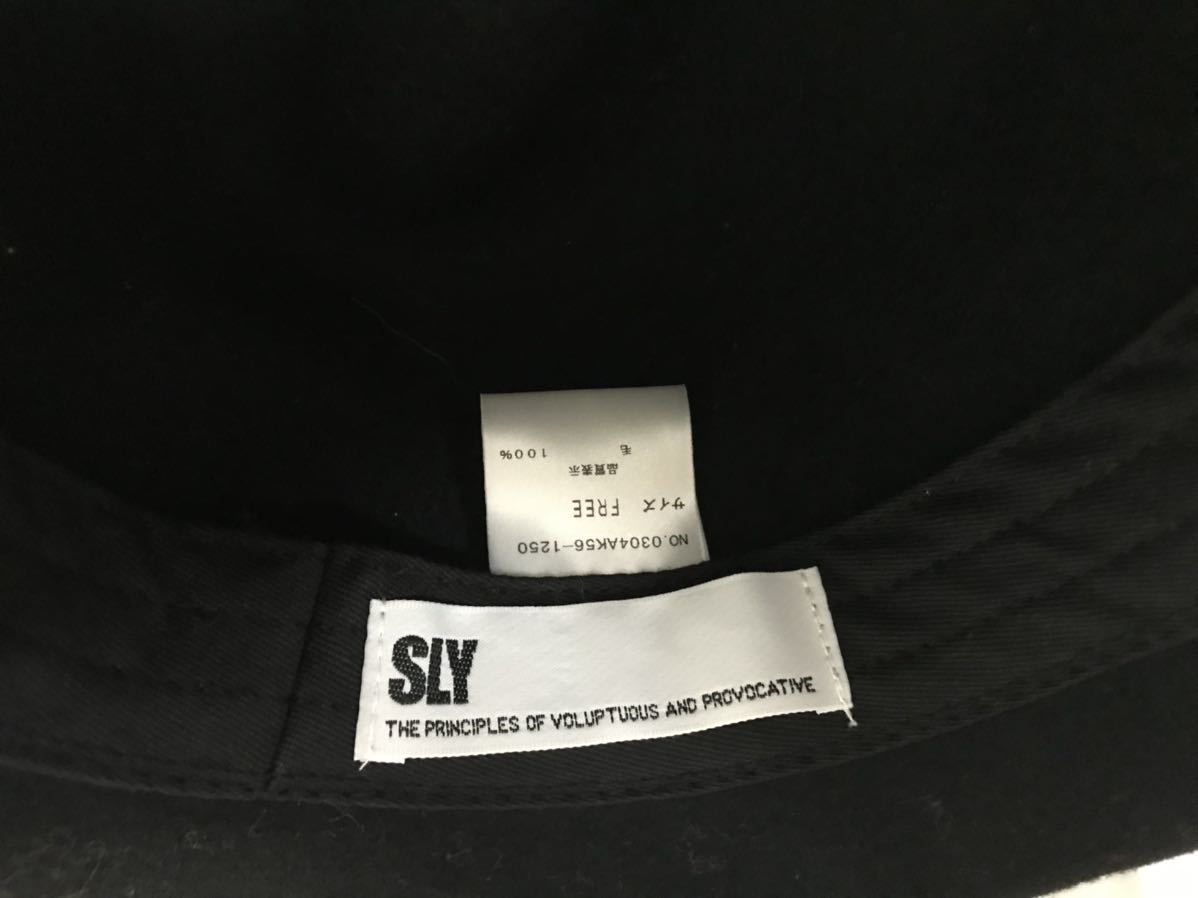 NO.0304AK56-1250
サイズ FREE
品質表示
毛 100%
SLY
THE PRINCIPLES OF VOLUPTUOUS AND PROVOCATIVE